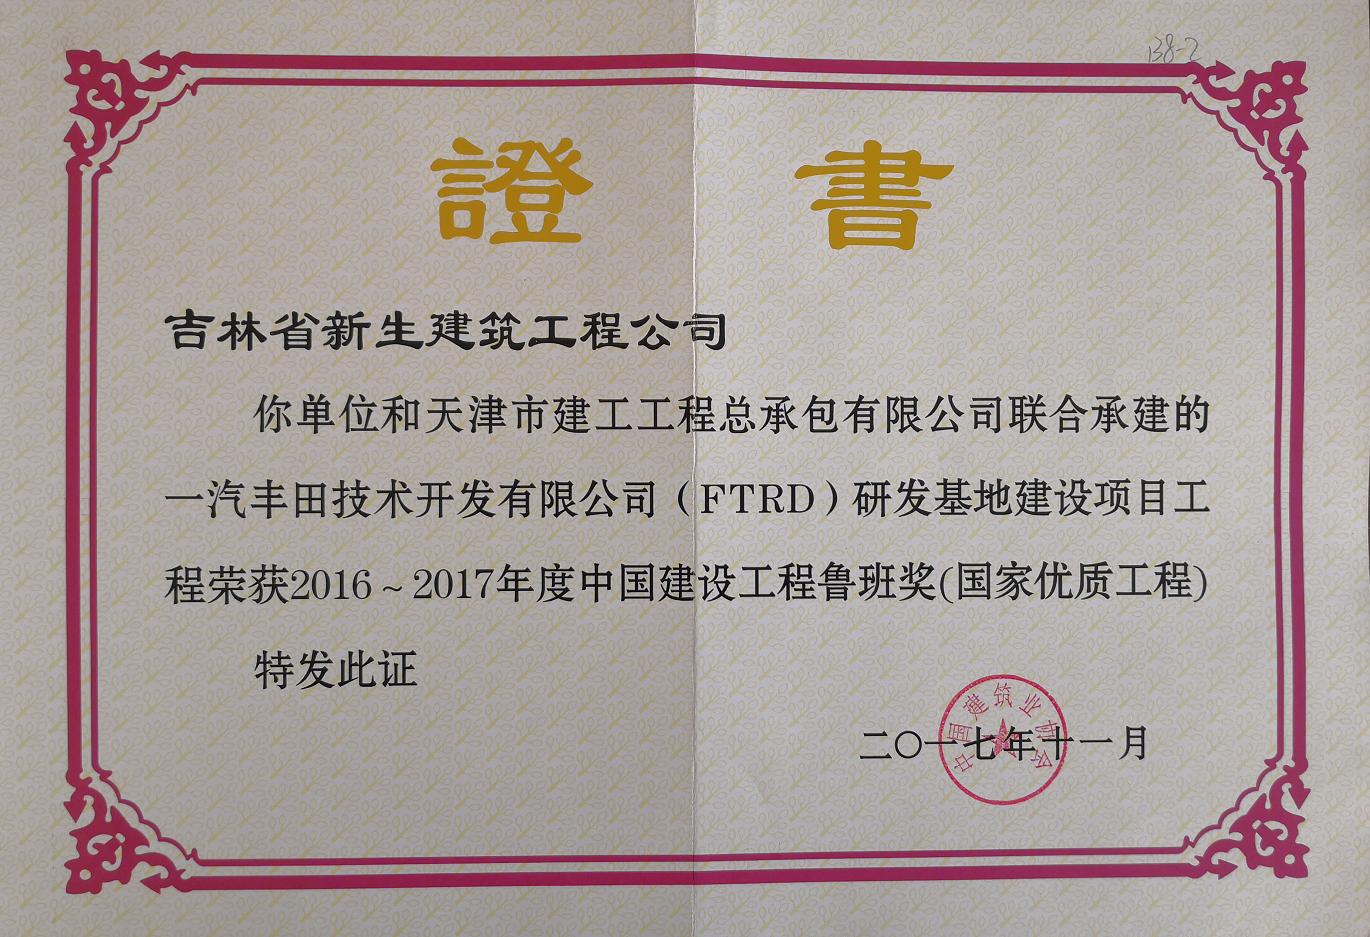 138-2
證書
吉林省新生建筑工程公司
你单位和天津市建工工程总承包有限公司联合承建的
一汽丰田技术开发有限公司（FTRD）研发基地建设项目工
程荣获2016～2017年度中国建设工程鲁班奖(国家优质工程)
特发此证
中国建筑业协会
二〇一七年十一月